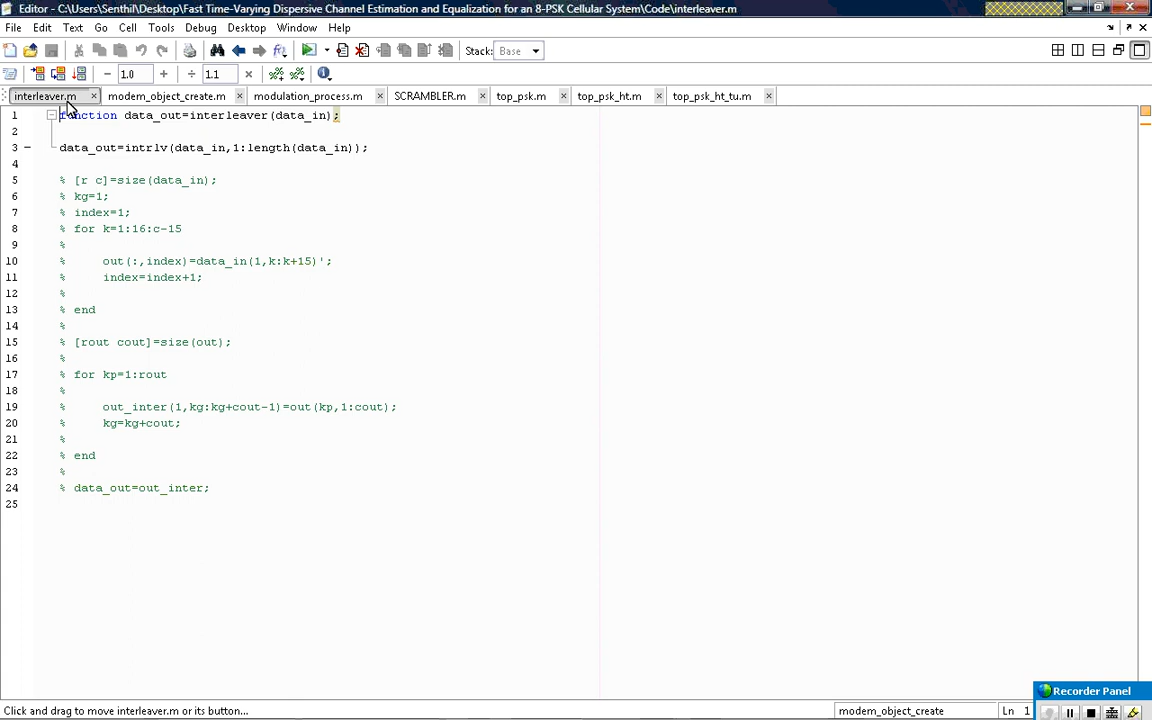 Editor - C:\Users\Senthil\Desktop\Fast Time-Varying Dispersive Channel Estimation and Equalization for an 8-PSK Cellular System\Code\interleaver.m
File Edit Text Go Cell Tools Debug Desktop Window Help
Stack: Base
- 1.0 + ÷ 1.1 ×
interleaver.m × modem_object_create.m × modulation_process.m × SCRAMBLER.m × top_psk.m × top_psk_ht.m × top_psk_ht_tu.m ×
1 function data_out=interleaver(data_in);
2
3 - data_out=intrlv(data_in,1:length(data_in));
4
5 % [r c]=size(data_in);
6 % kg=1;
7 % index=1;
8 % for k=1:16:c-15
9 %
10 % out(:,index)=data_in(1,k:k+15)';
11 % index=index+1;
12 %
13 % end
14 %
15 % [rout cout]=size(out);
16 %
17 % for kp=1:rout
18 %
19 % out_inter(1,kg:kg+cout-1)=out(kp,1:cout);
20 % kg=kg+cout;
21 %
22 % end
23 %
24 % data_out=out_inter;
25
Recorder Panel
Click and drag to move interleaver.m or its button... modem_object_create Ln 1